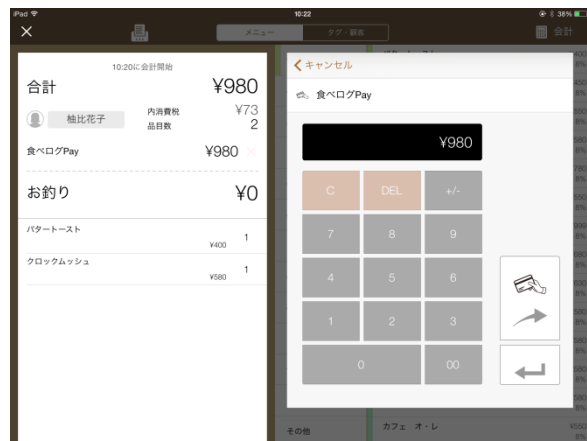 iPad
10:22
38%
メニュー
タグ・顧客
会計
10:20に会計開始
合計 ¥980
柚比花子
内消費税 ¥73
品目数 2
食べログPay ¥980
お釣り ¥0
バタートースト
¥400 1
クロックムッシュ
¥580 1
キャンセル
食べログPay
¥980
C DEL +/-
7 8 9
4 5 6
1 2 3
0 00
その他
カフェ オ・レ